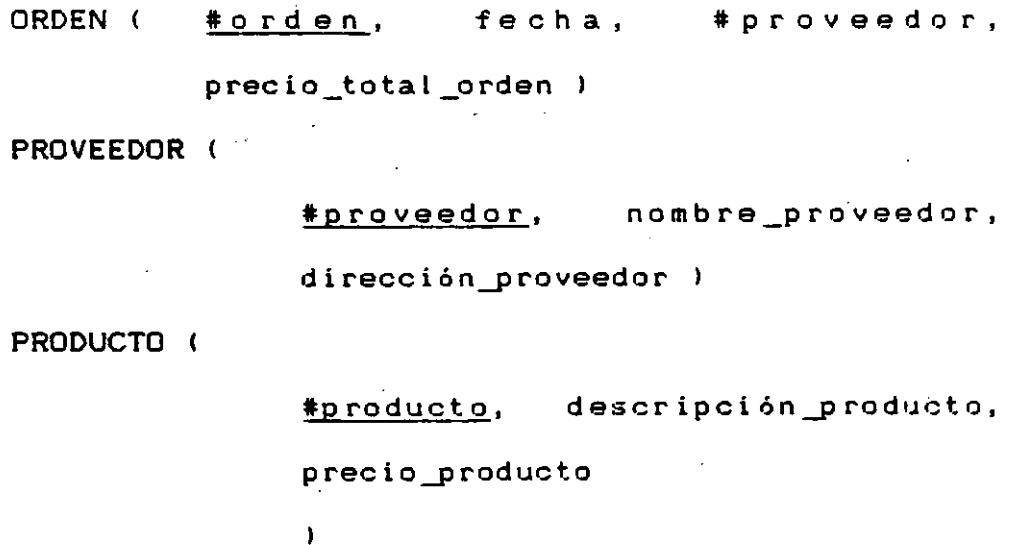 ORDEN ( #orden, fecha, #proveedor,
precio_total_orden )
PROVEEDOR (
#proveedor, nombre_proveedor,
dirección_proveedor )
PRODUCTO (
#producto, descripción_producto,
precio_producto
)